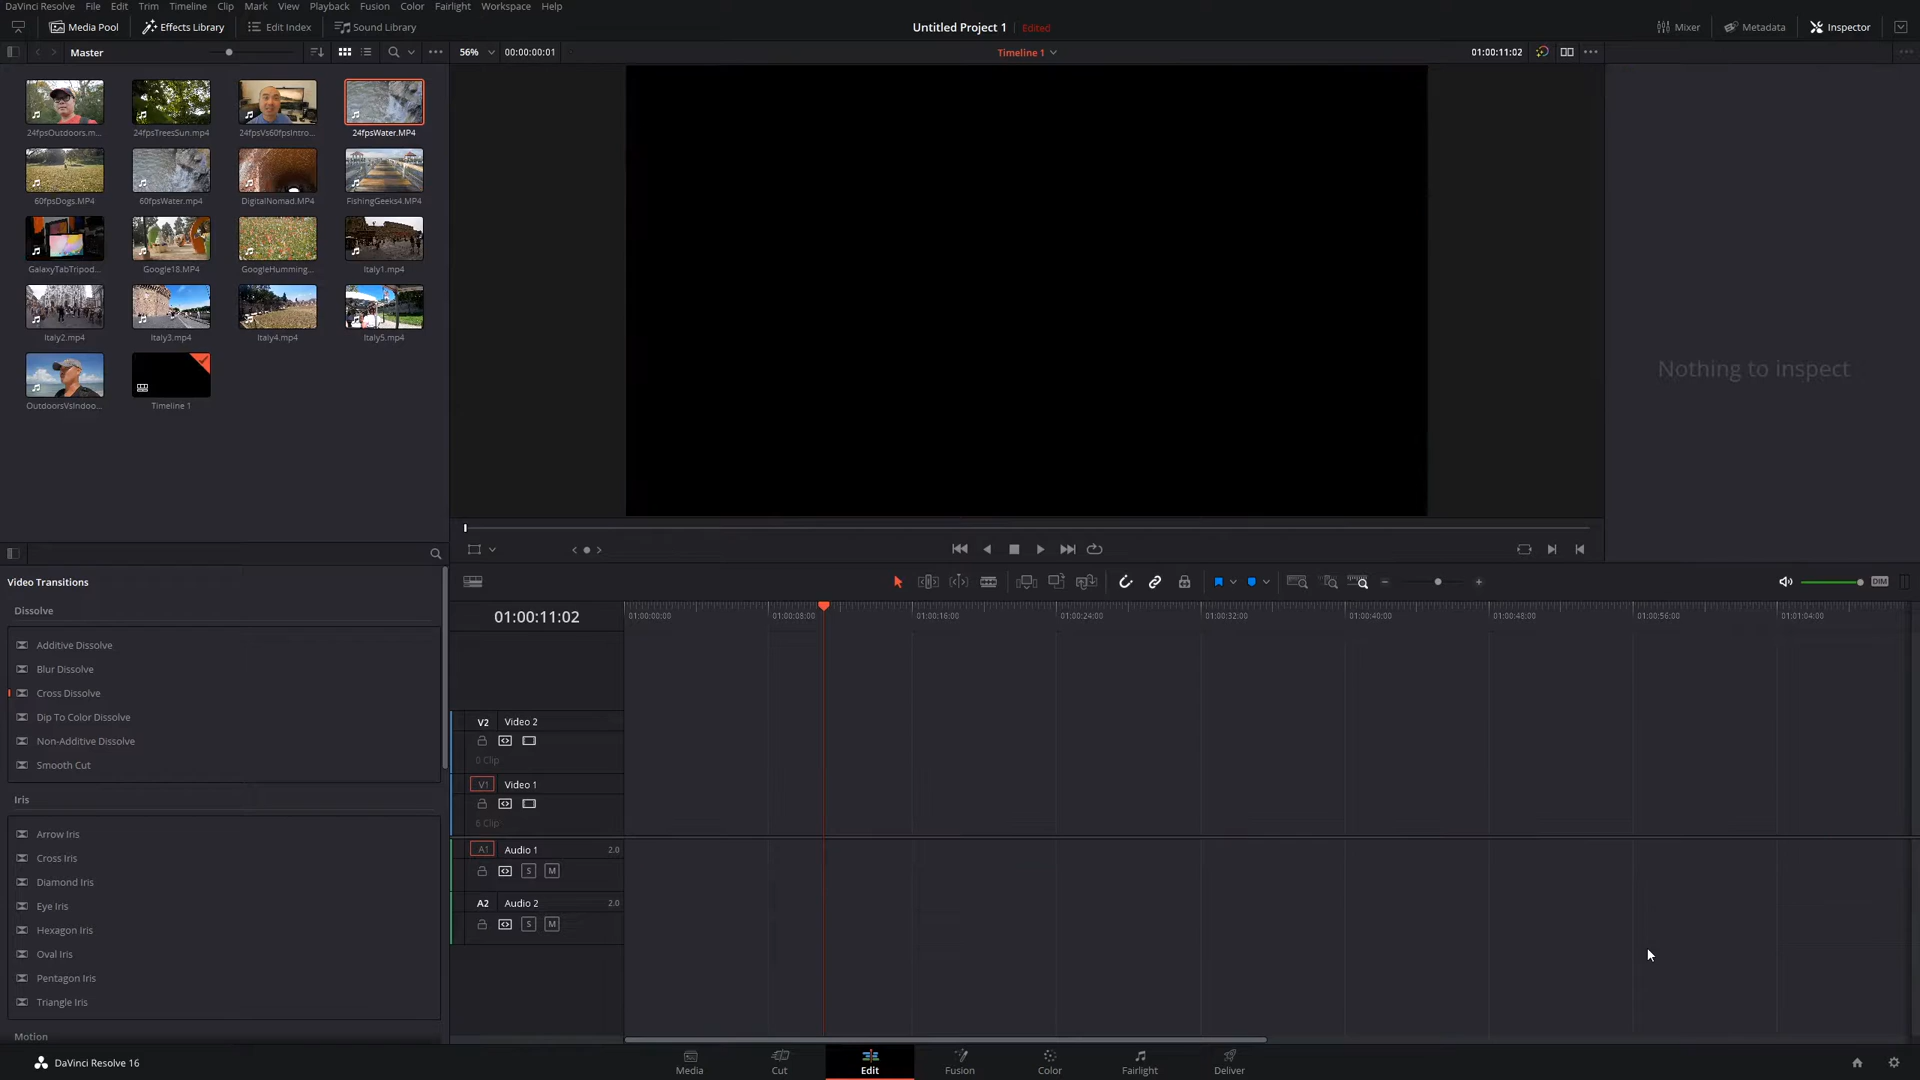 DaVinci Resolve File Edit Trim Timeline Clip Mark View Playback Fusion Color Fairlight Workspace Help
Media Pool Effects Library Edit Index Sound Library Untitled Project 1 Edited Mixer Metadata Inspector
Master 56% 00:00:00:01 Timeline 1 01:00:11:02
24fpsOutdoors.m... 24fpsTreesSun.mp4 24fpsVs60fpsIntro... 24fpsWater.MP4
60fpsDogs.MP4 60fpsWater.mp4 DigitalNomad.MP4 FishingGeeks4.MP4
GalaxyTabTripod... Google18.MP4 GoogleHumming... Italy1.mp4
Italy2.mp4 Italy3.mp4 Italy4.mp4 Italy5.mp4
OutdoorsVsIndoo... Timeline 1
Nothing to inspect
Video Transitions
Dissolve
Additive Dissolve
Blur Dissolve
Cross Dissolve
Dip To Color Dissolve
Non-Additive Dissolve
Smooth Cut
Iris
Arrow Iris
Cross Iris
Diamond Iris
Eye Iris
Hexagon Iris
Oval Iris
Pentagon Iris
Triangle Iris
Motion
DIM
01:00:11:02 01:00:00:00 01:00:08:00 01:00:16:00 01:00:24:00 01:00:32:00 01:00:40:00 01:00:48:00 01:00:56:00 01:01:04:00
V2 Video 2
0 Clip
V1 Video 1
6 Clip
A1 Audio 1 2.0
S M
A2 Audio 2 2.0
S M
DaVinci Resolve 16 Media Cut Edit Fusion Color Fairlight Deliver